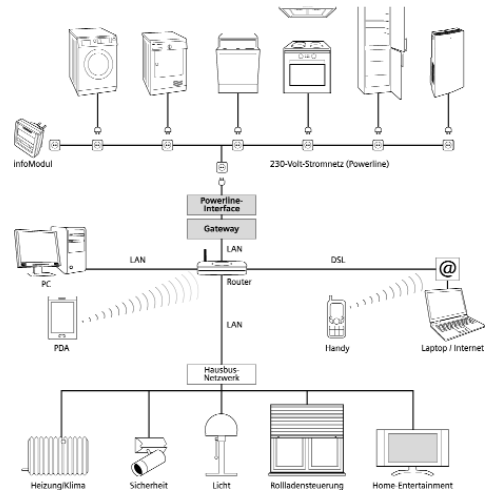 infoModul
230-Volt-Stromnetz (Powerline)
Powerline-
Interface
Gateway
LAN
LAN
DSL
@
PC
Router
PDA
LAN
Handy
Laptop / Internet
Hausbus-
Netzwerk
Heizung/Klima
Sicherheit
Licht
Rollladensteuerung
Home-Entertainment